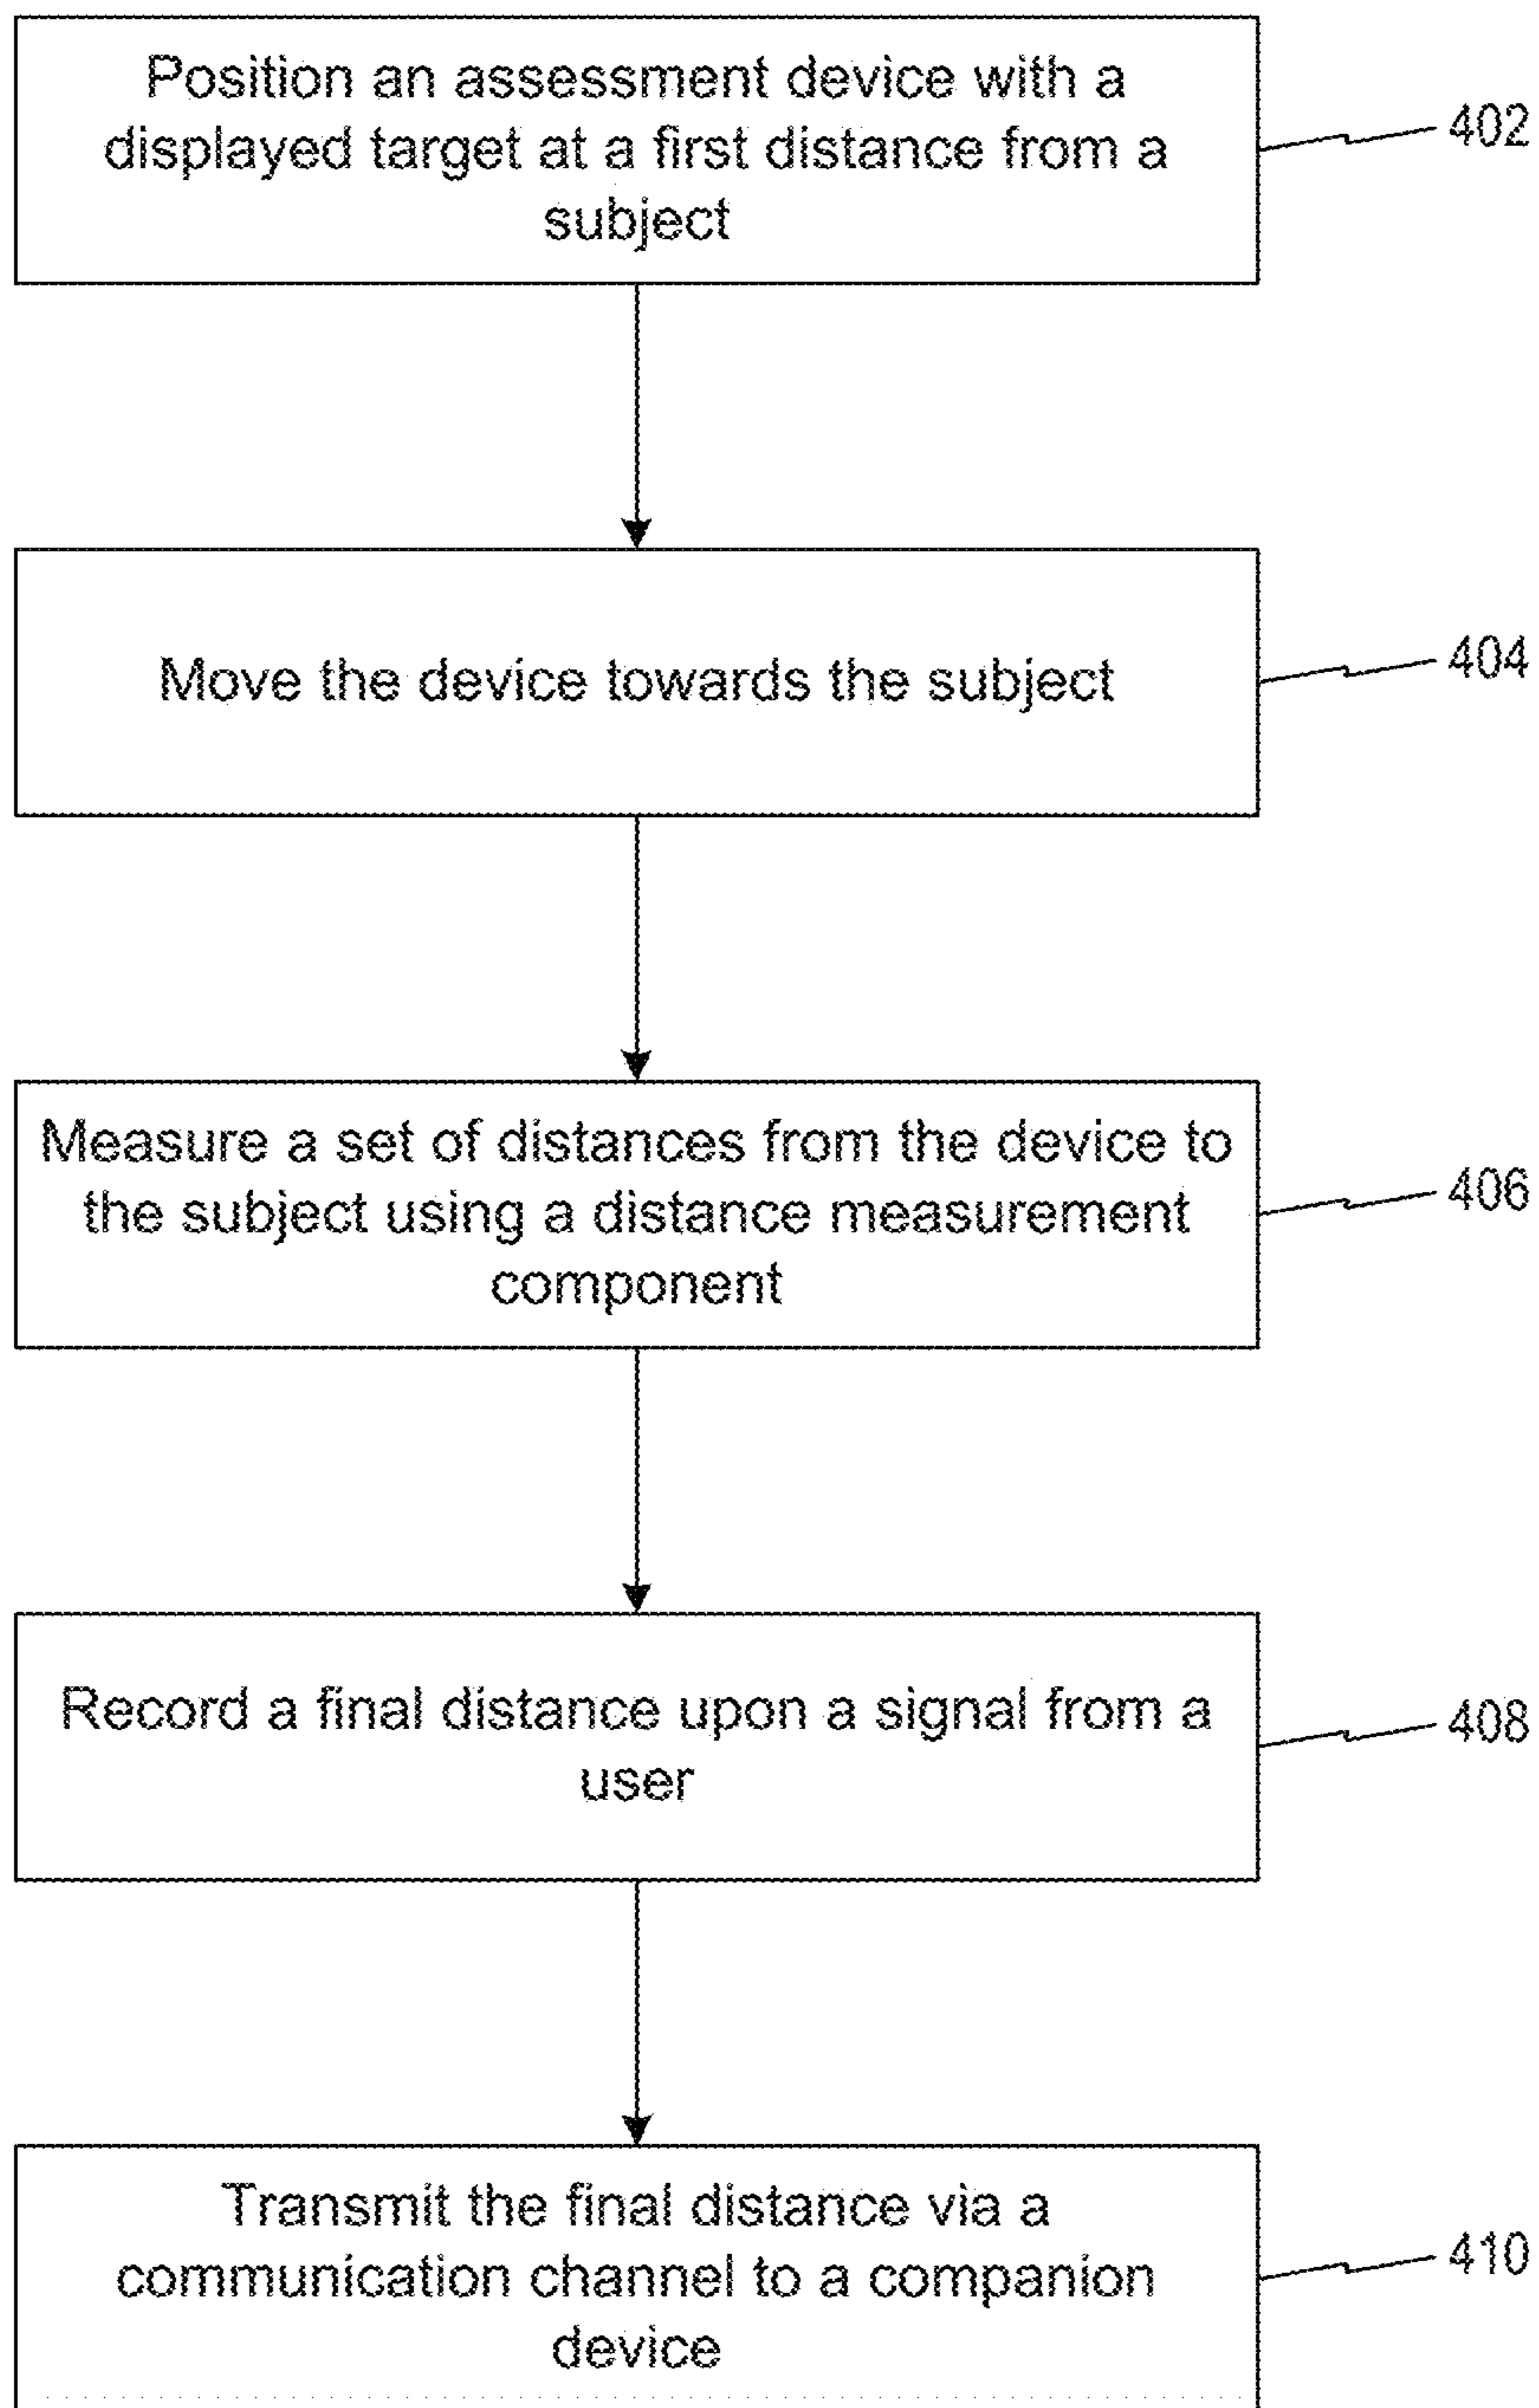 Position an assessment device with a
displayed target at a first distance from a
subject
402
Move the device towards the subject
404
Measure a set of distances from the device to
the subject using a distance measurement
component
406
Record a final distance upon a signal from a
user
408
Transmit the final distance via a
communication channel to a companion
device
410